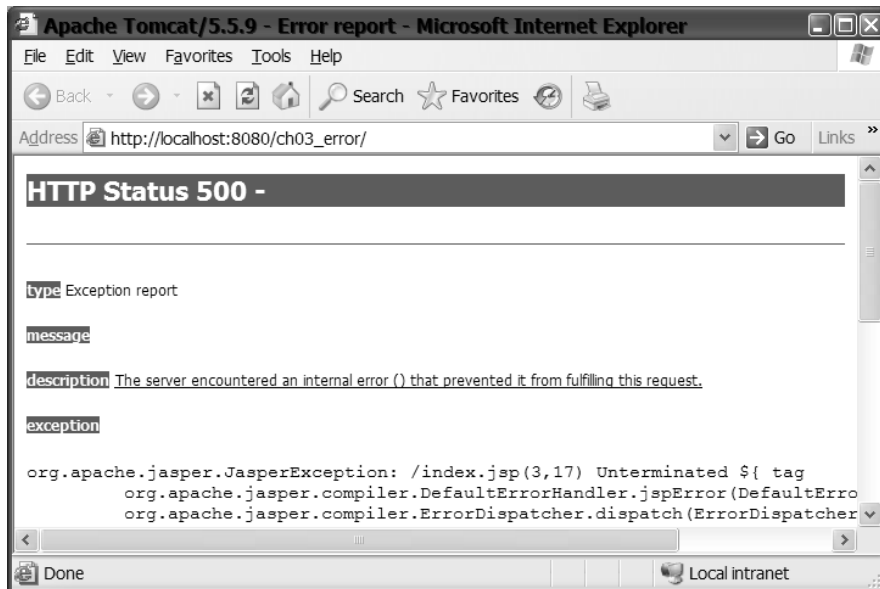 Apache Tomcat/5.5.9 - Error report - Microsoft Internet Explorer
File Edit View Favorites Tools Help
Back Search Favorites
Address http://localhost:8080/ch03_error/ Go Links »
HTTP Status 500 -
type Exception report
message
description The server encountered an internal error () that prevented it from fulfilling this request.
exception
org.apache.jasper.JasperException: /index.jsp(3,17) Unterminated ${ tag
org.apache.jasper.compiler.DefaultErrorHandler.jspError(DefaultErro
org.apache.jasper.compiler.ErrorDispatcher.dispatch(ErrorDispatcher
Done Local intranet